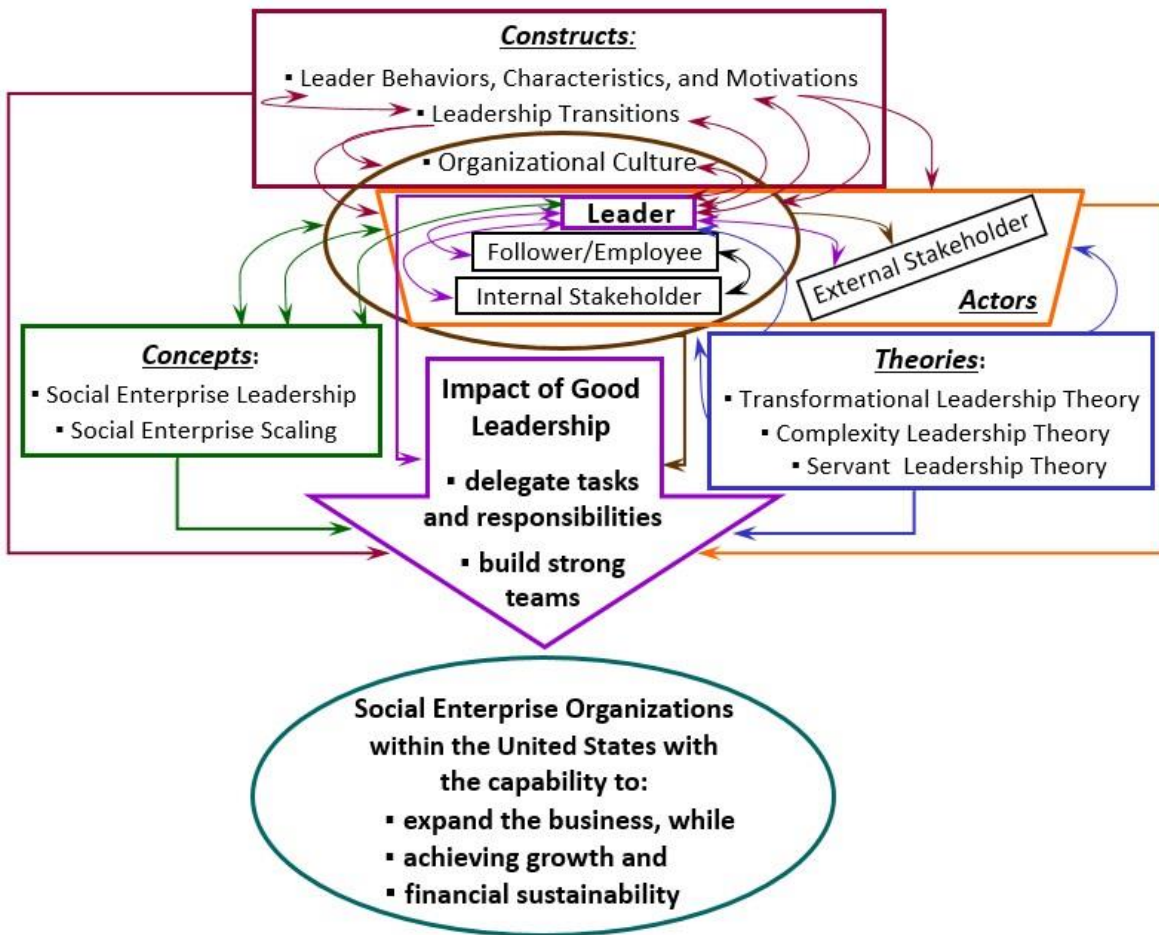 Constructs:
▪ Leader Behaviors, Characteristics, and Motivations
▪ Leadership Transitions
▪ Organizational Culture
Leader
Follower/Employee
Internal Stakeholder
External Stakeholder
Actors
Concepts:
▪ Social Enterprise Leadership
▪ Social Enterprise Scaling
Theories:
▪ Transformational Leadership Theory
▪ Complexity Leadership Theory
▪ Servant Leadership Theory
Impact of Good
Leadership
▪ delegate tasks
and responsibilities
▪ build strong
teams
Social Enterprise Organizations
within the United States with
the capability to:
▪ expand the business, while
▪ achieving growth and
▪ financial sustainability